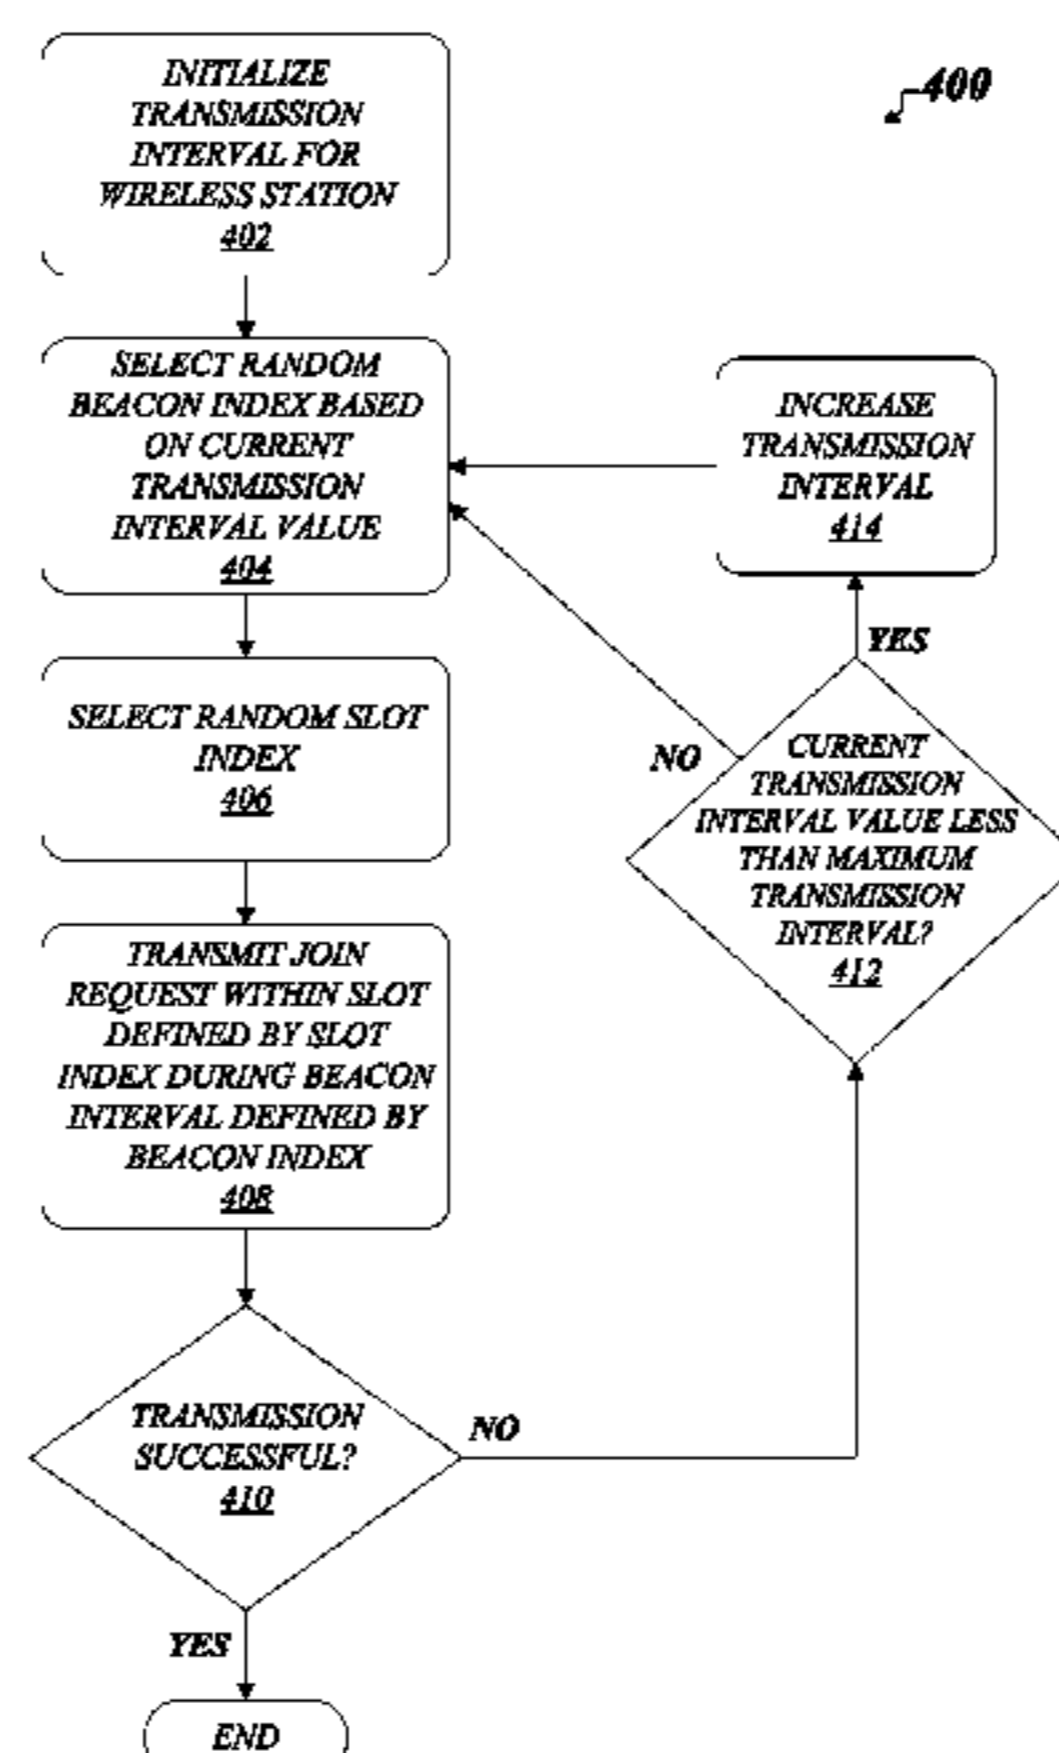 400
INITIALIZE
TRANSMISSION
INTERVAL FOR
WIRELESS STATION
402
SELECT RANDOM
BEACON INDEX BASED
ON CURRENT
TRANSMISSION
INTERVAL VALUE
404
SELECT RANDOM SLOT
INDEX
406
TRANSMIT JOIN
REQUEST WITHIN SLOT
DEFINED BY SLOT
INDEX DURING BEACON
INTERVAL DEFINED BY
BEACON INDEX
408
TRANSMISSION
SUCCESSFUL?
410
NO
YES
END
INCREASE
TRANSMISSION
INTERVAL
414
YES
NO
CURRENT
TRANSMISSION
INTERVAL VALUE LESS
THAN MAXIMUM
TRANSMISSION
INTERVAL?
412